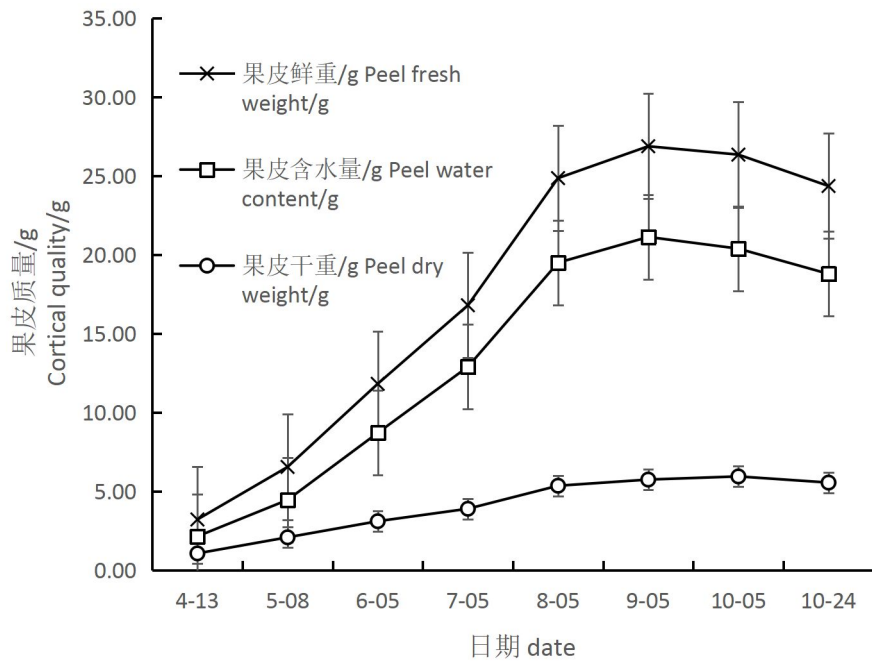 35.00
30.00
25.00
20.00
15.00
10.00
5.00
0.00
果皮质量/g
Cortical quality/g
果皮鲜重/g Peel fresh
weight/g
果皮含水量/g Peel water
content/g
果皮干重/g Peel dry
weight/g
4-13 5-08 6-05 7-05 8-05 9-05 10-05 10-24
日期 date